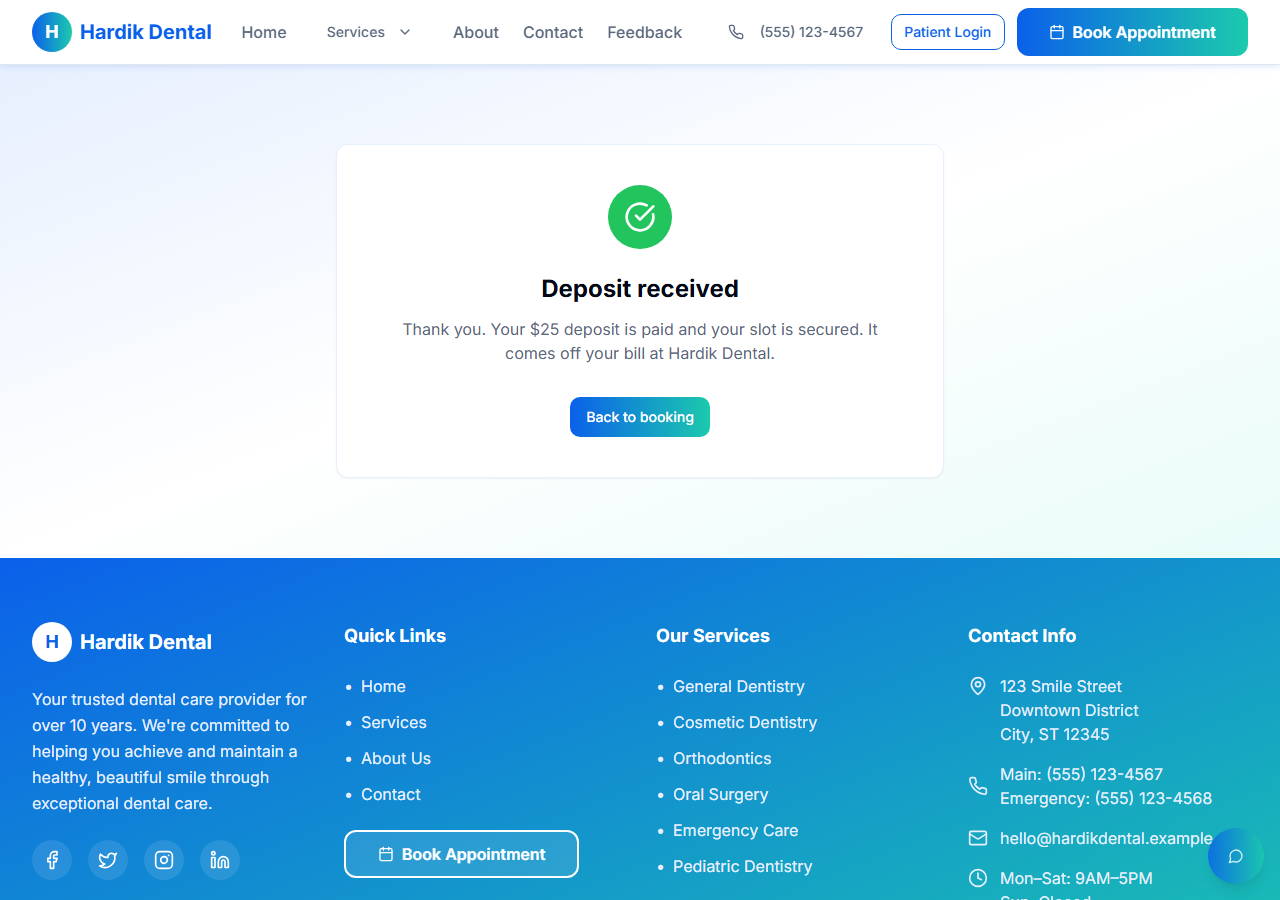 H Hardik Dental Home Services About Contact Feedback (555) 123-4567 Patient Login Book Appointment
Deposit received
Thank you. Your $25 deposit is paid and your slot is secured. It
comes off your bill at Hardik Dental.
Back to booking
H Hardik Dental
Your trusted dental care provider for
over 10 years. We're committed to
helping you achieve and maintain a
healthy, beautiful smile through
exceptional dental care.
Quick Links
• Home
• Services
• About Us
• Contact
Book Appointment
Our Services
• General Dentistry
• Cosmetic Dentistry
• Orthodontics
• Oral Surgery
• Emergency Care
• Pediatric Dentistry
Contact Info
123 Smile Street
Downtown District
City, ST 12345
Main: (555) 123-4567
Emergency: (555) 123-4568
hello@hardikdental.example
Mon–Sat: 9AM–5PM
Sun: Closed